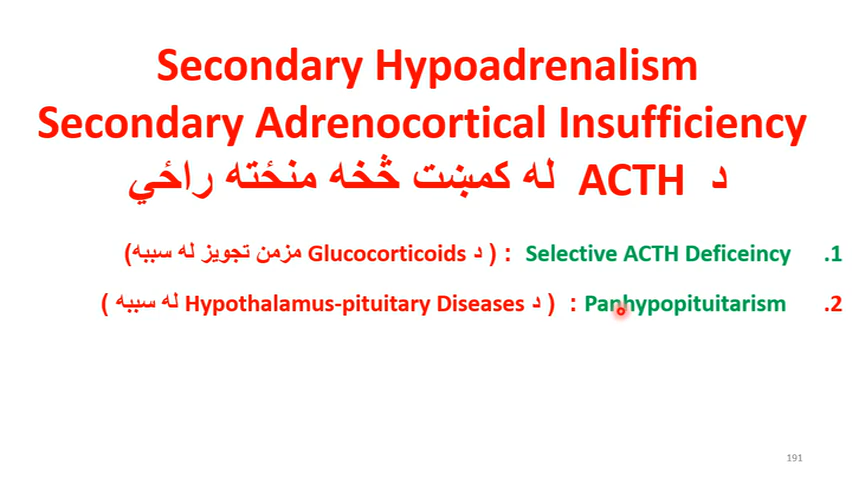 Secondary Hypoadrenalism
Secondary Adrenocortical Insufficiency
د ACTH له کمښت څخه منځته راځي
1. Selective ACTH Deficeincy : ( د Glucocorticoids مزمن تجويز له سببه)
2. Panhypopituitarism : ( د Hypothalamus-pituitary Diseases له سببه )
191